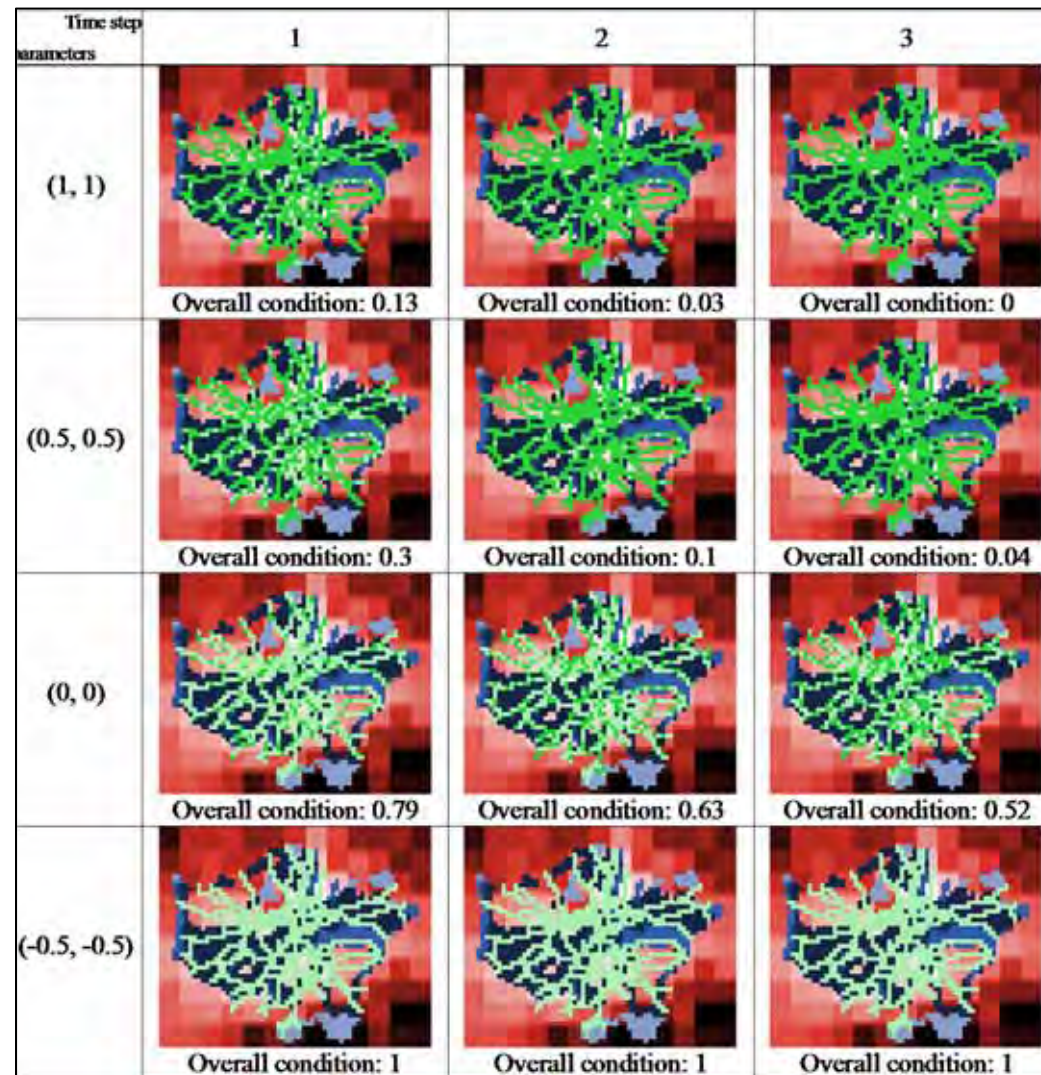 Time step
parameters
1 2 3
(1, 1)
Overall condition: 0.13 Overall condition: 0.03 Overall condition: 0
(0.5, 0.5)
Overall condition: 0.3 Overall condition: 0.1 Overall condition: 0.04
(0, 0)
Overall condition: 0.79 Overall condition: 0.63 Overall condition: 0.52
(-0.5, -0.5)
Overall condition: 1 Overall condition: 1 Overall condition: 1